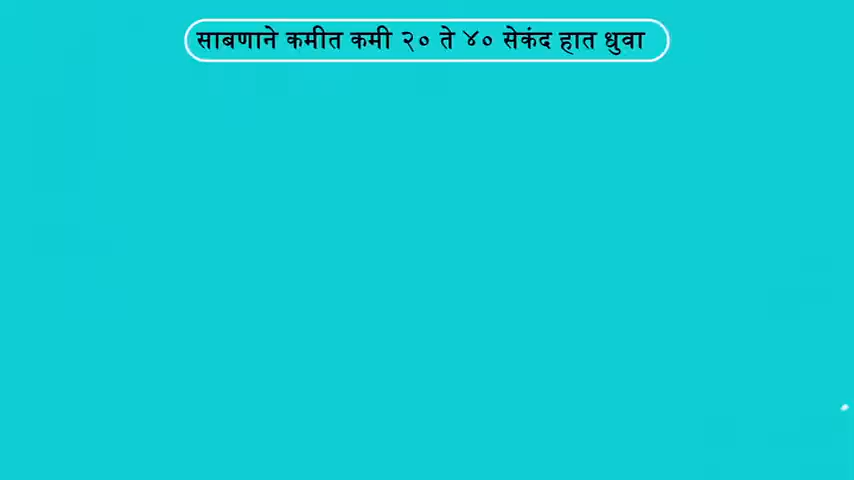 साबणाने कमीत कमी २० ते ४० सेकंद हात धुवा